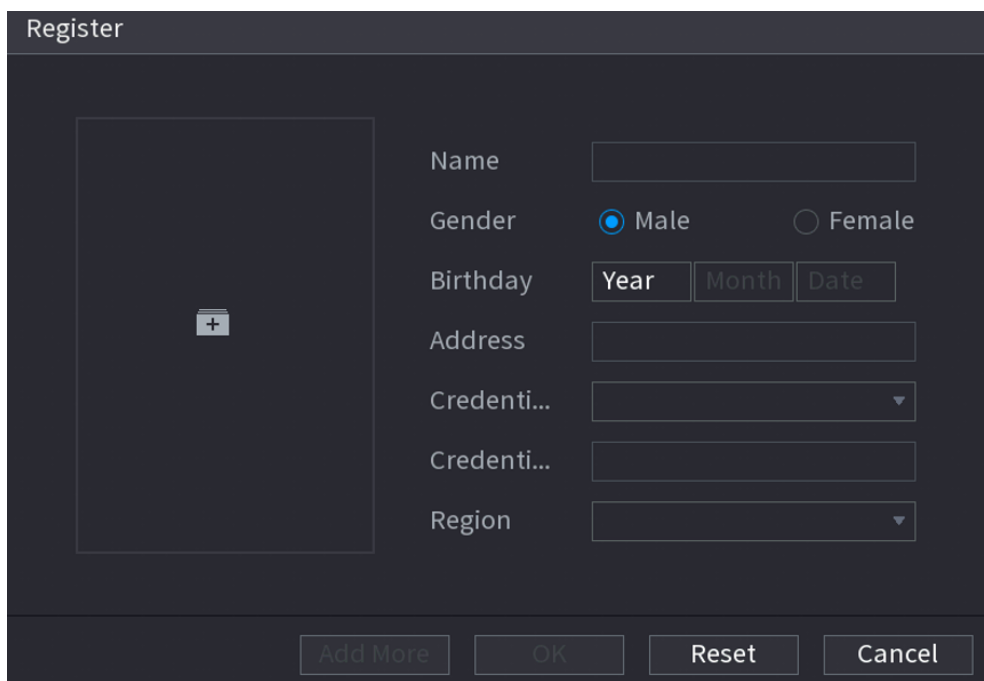 Register
Name
Gender Male Female
Birthday Year Month Date
Address
Credenti...
Credenti...
Region
Add More OK Reset Cancel